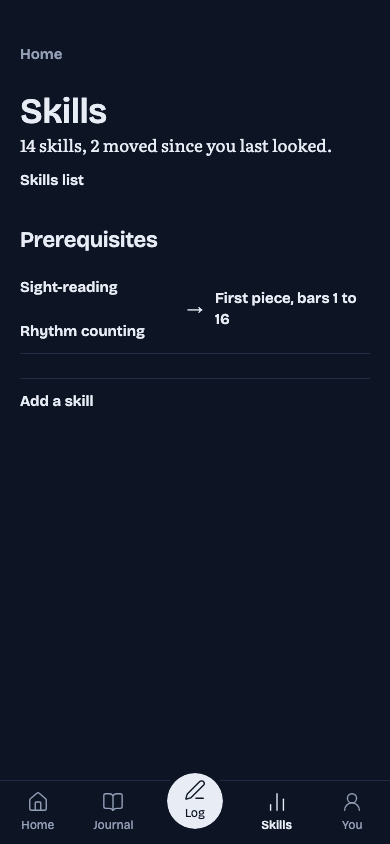 Home
Skills
14 skills, 2 moved since you last looked.
Skills list
Prerequisites
Sight-reading
Rhythm counting
→
First piece, bars 1 to
16
Add a skill
Home
Journal
Log
Skills
You